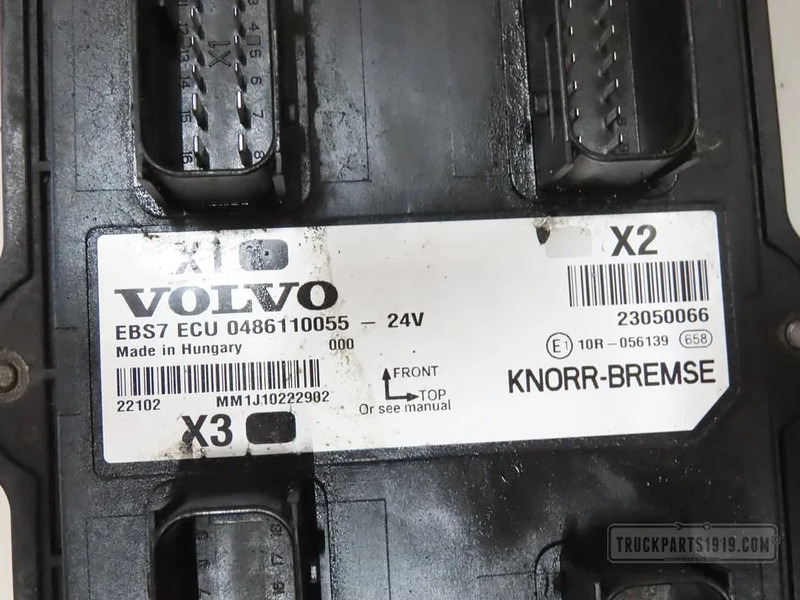 X1
X2
VOLVO
EBS7 ECU 0486110055 - 24V
000
Made in Hungary
23050066
E1 10R-056139 658
FRONT
TOP
Or see manual
KNORR-BREMSE
22102 MM1J10222902
X3
TRUCKPARTS1919.COM